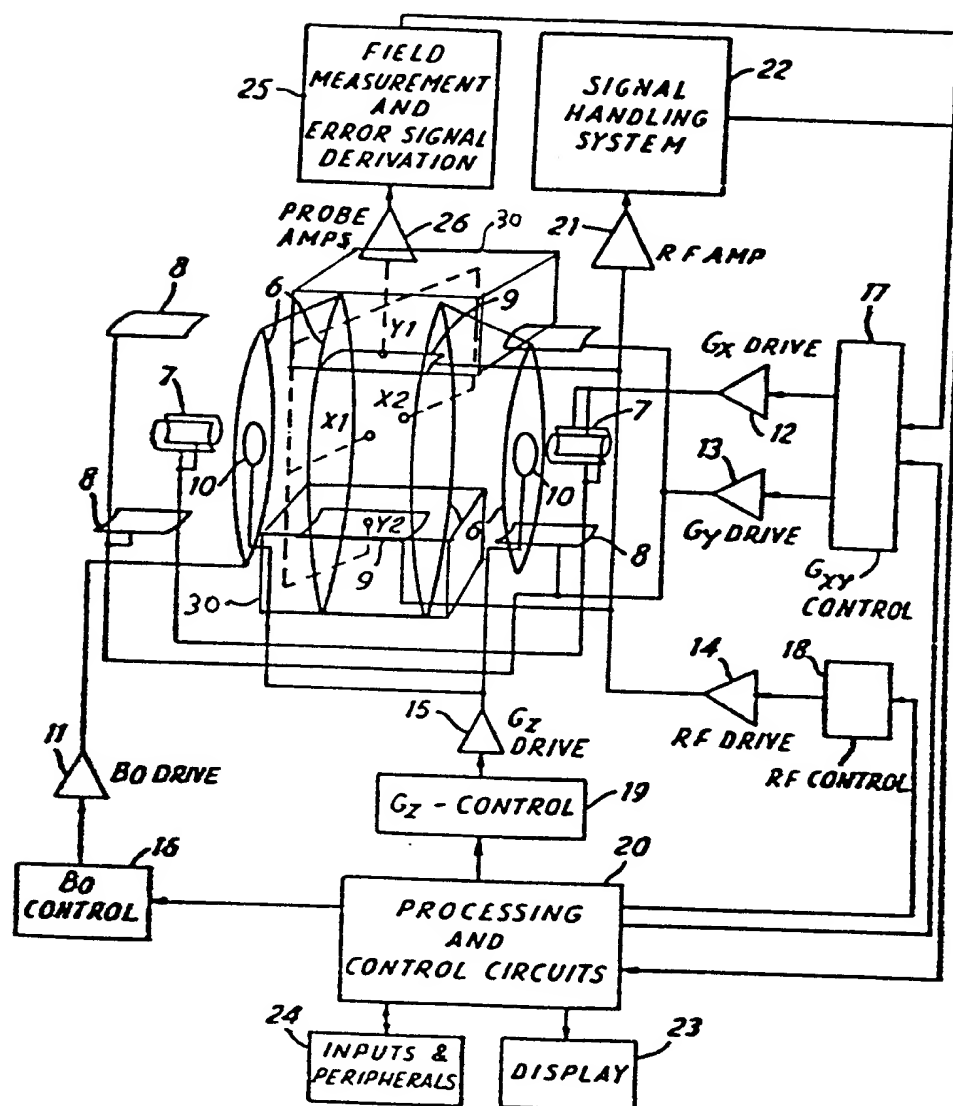 FIELD
MEASUREMENT
AND
ERROR SIGNAL
DERIVATION
25
SIGNAL
HANDLING
SYSTEM
22
PROBE
AMPS
26
30
21
RF AMP
8
6
9
17
Y1
GX DRIVE
7
X1
X2
7
12
10
10
13
8
Y2
6
8
GY DRIVE
9
GXY
CONTROL
30
14
18
15
GZ
DRIVE
RF DRIVE
RF CONTROL
11
BO DRIVE
GZ - CONTROL
19
16
20
BO
CONTROL
PROCESSING
AND
CONTROL CIRCUITS
24
23
INPUTS &
PERIPHERALS
DISPLAY